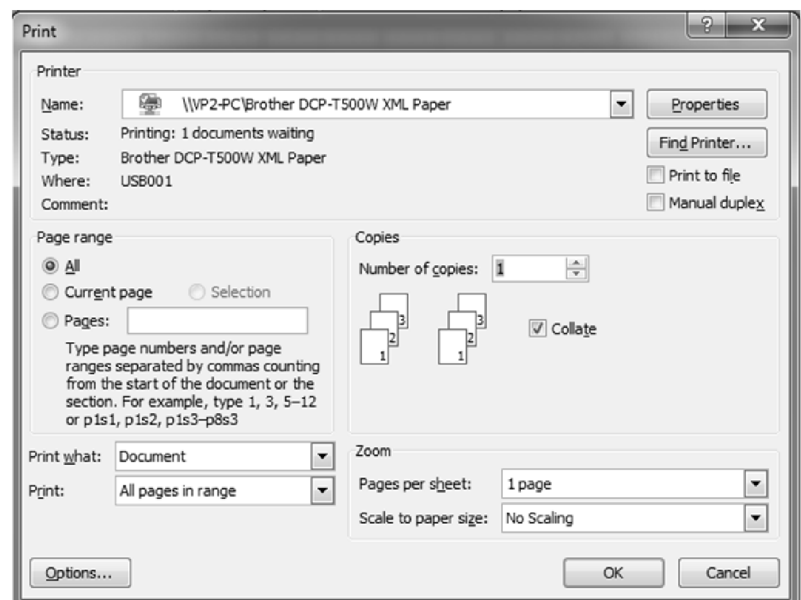 Print
Printer
Name: \\VP2-PC\Brother DCP-T500W XML Paper
Properties
Status: Printing: 1 documents waiting
Find Printer...
Type: Brother DCP-T500W XML Paper
Where: USB001
Print to file
Comment:
Manual duplex
Page range
All
Current page Selection
Pages:
Type page numbers and/or page
ranges separated by commas counting
from the start of the document or the
section. For example, type 1, 3, 5–12
or p1s1, p1s2, p1s3–p8s3
Copies
Number of copies: 1
3 3
2 2
1 1
Collate
Print what: Document
Print: All pages in range
Zoom
Pages per sheet: 1 page
Scale to paper size: No Scaling
Options...
OK
Cancel